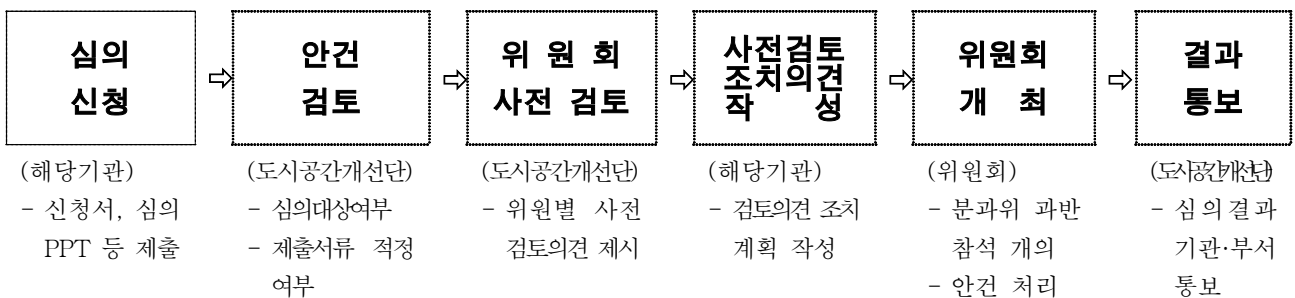 심의
신청
⇨
안건
검토
⇨
위 원 회
사전 검토
⇨
사전검토
조치의견
작 성
⇨
위원회
개 최
⇨
결과
통보
(해당기관)
- 신청서, 심의
PPT 등 제출
(도시공간개선단)
- 심의대상여부
- 제출서류 적정
여부
(도시공간개선단)
- 위원별 사전
검토의견 제시
(해당기관)
- 검토의견 조치
계획 작성
(위원회)
- 분과위 과반
참석 개의
- 안건 처리
(도시공간개선단)
- 심의결과
기관·부서
통보